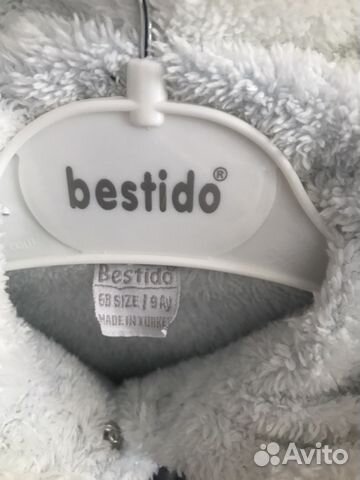 bestido®
Bestido
68 SIZE / 9 Ay
MADE IN TURKEY
Avito